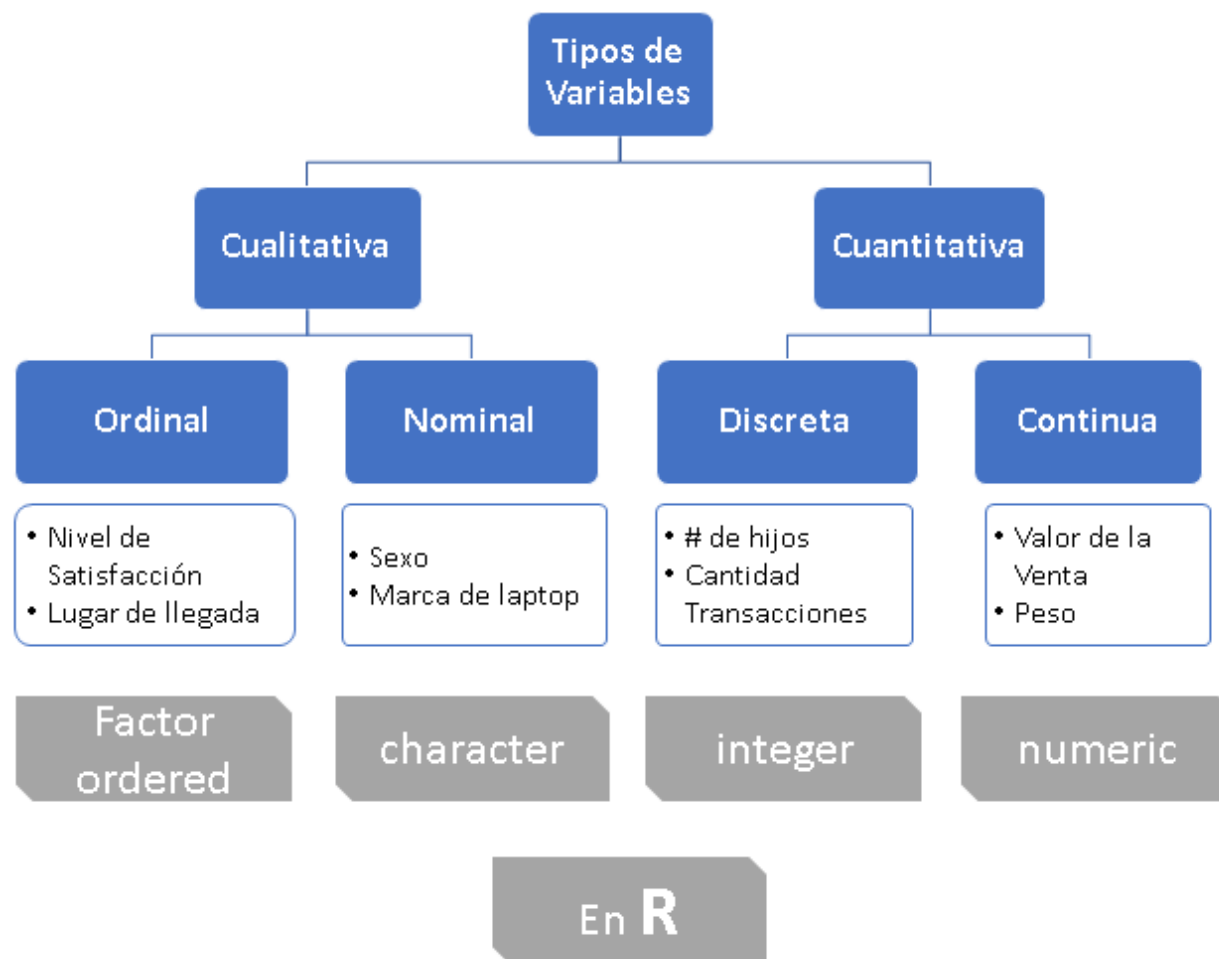 Tipos de
Variables
Cualitativa
Cuantitativa
Ordinal
Nominal
Discreta
Continua
• Nivel de
Satisfacción
• Lugar de llegada
• Sexo
• Marca de laptop
• # de hijos
• Cantidad
Transacciones
• Valor de la
Venta
• Peso
Factor
ordered
character
integer
numeric
En R